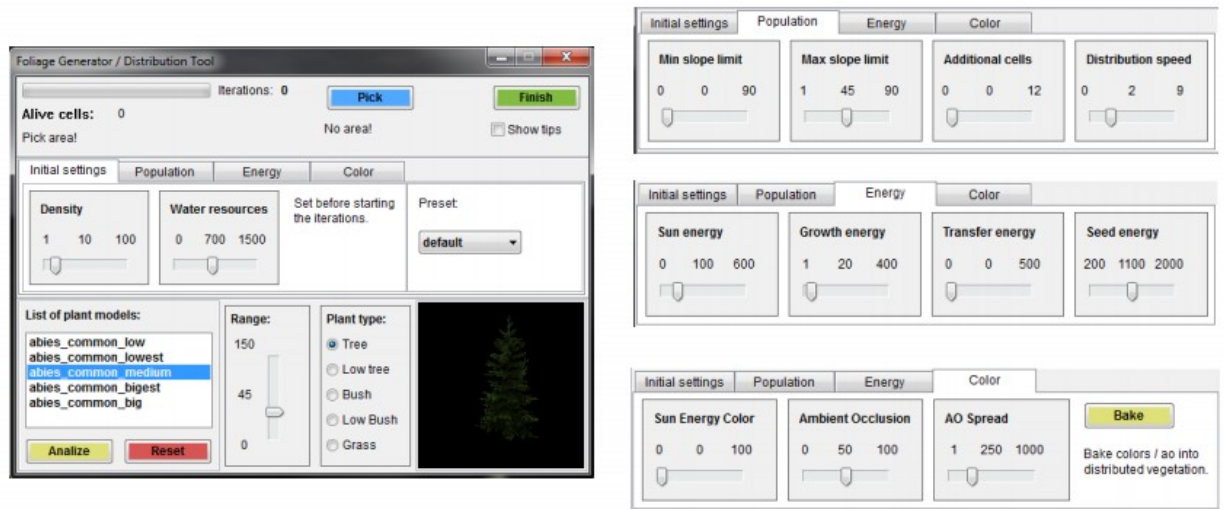 Foliage Generator / Distribution Tool
Iterations: 0
Pick
Finish
Alive cells: 0
No area!
Show tips
Pick area!
Initial settings Population Energy Color
Density
1 10 100
Water resources
0 700 1500
Set before starting
the iterations.
Preset:
default
List of plant models:
abies_common_low
abies_common_lowest
abies_common_medium
abies_common_bigest
abies_common_big
Analize
Reset
Range:
150
45
0
Plant type:
Tree
Low tree
Bush
Low Bush
Grass
Initial settings Population Energy Color
Min slope limit
0 0 90
Max slope limit
1 45 90
Additional cells
0 0 12
Distribution speed
0 2 9
Initial settings Population Energy Color
Sun energy
0 100 600
Growth energy
1 20 400
Transfer energy
0 0 500
Seed energy
200 1100 2000
Initial settings Population Energy Color
Sun Energy Color
0 0 100
Ambient Occlusion
0 50 100
AO Spread
1 250 1000
Bake
Bake colors / ao into
distributed vegetation.